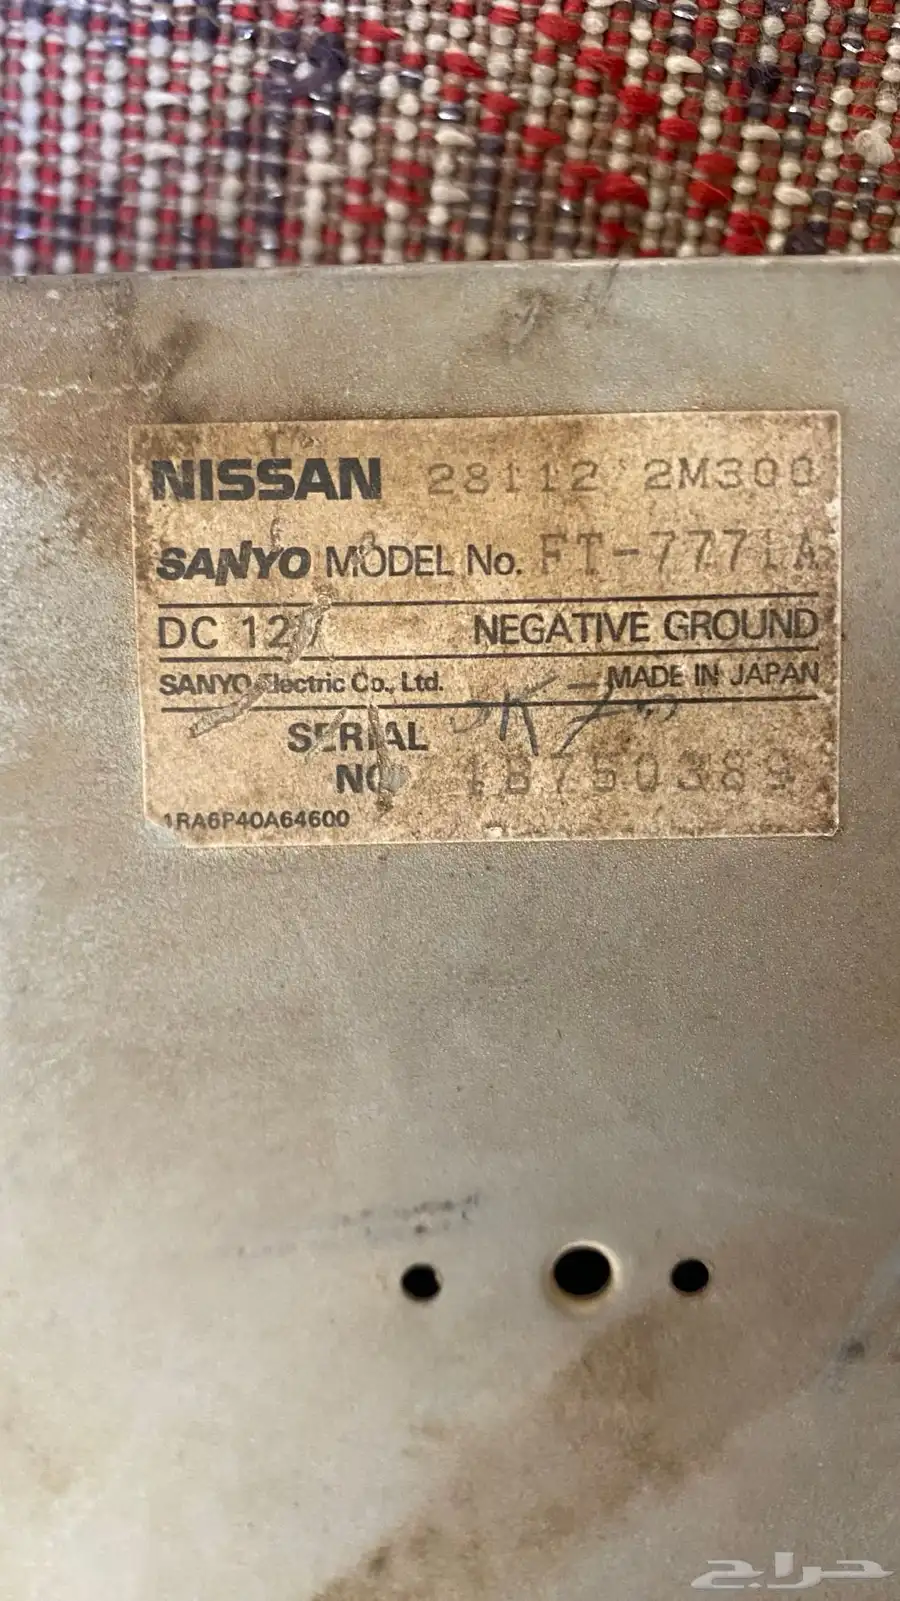 NISSAN 28112 2M300
SANYO MODEL No. FT-7771A
DC 12V NEGATIVE GROUND
SANYO Electric Co., Ltd. MADE IN JAPAN
SERIAL
NO 1B750389
1RA6P40A64600
حراج